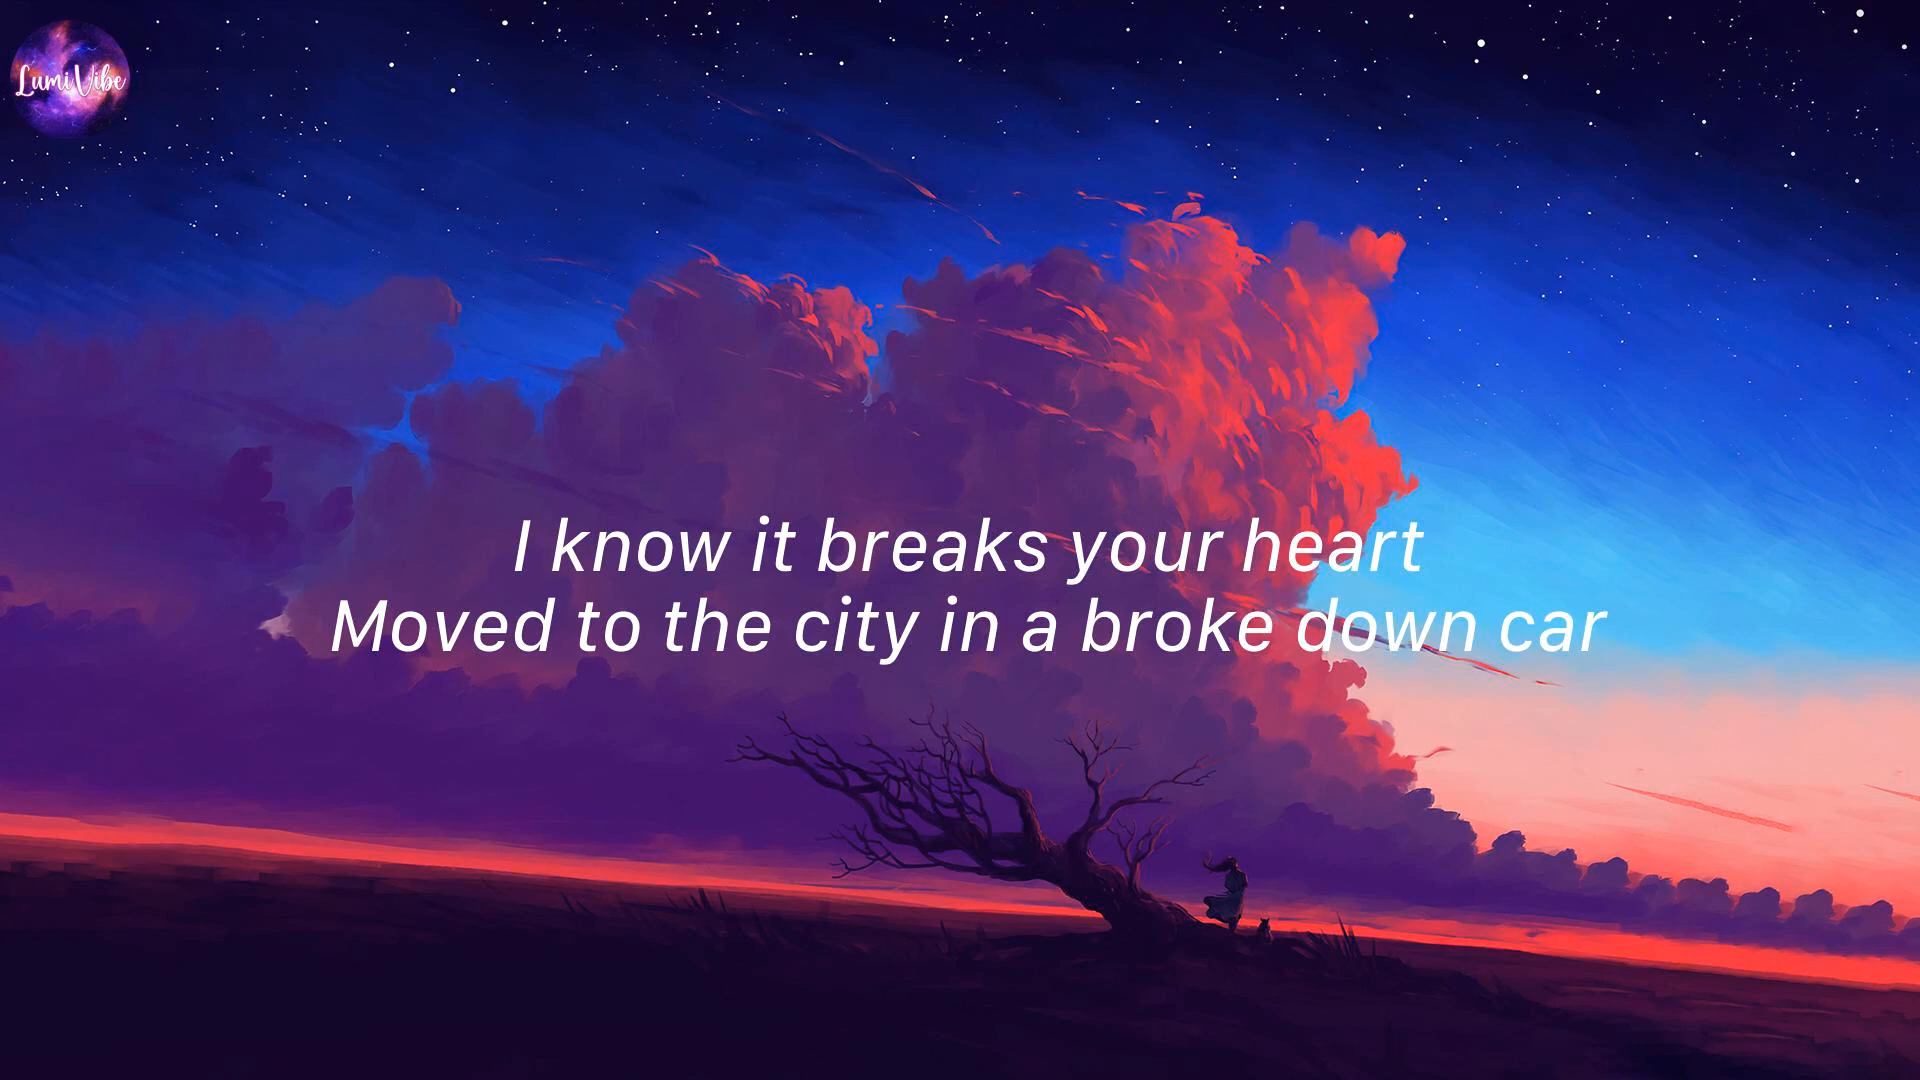 LumiVibe
I know it breaks your heart
Moved to the city in a broke down car